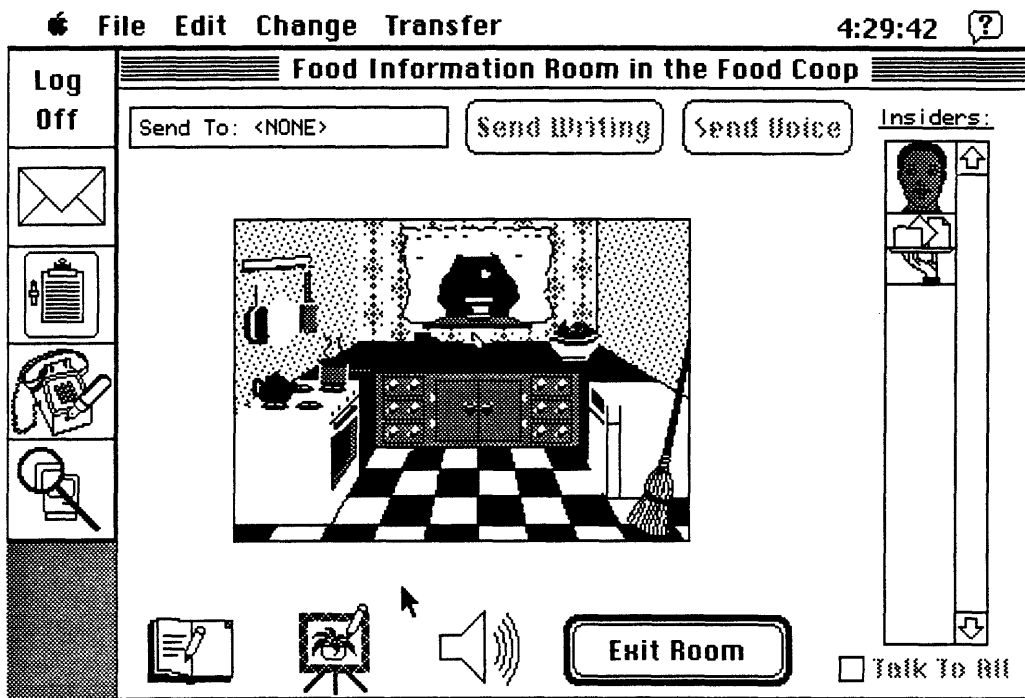 File Edit Change Transfer 4:29:42 ?
Log
Off
Food Information Room in the Food Coop
Send To: <NONE>
Send Writing
Send Voice
Insiders:
Exit Room
Talk To All